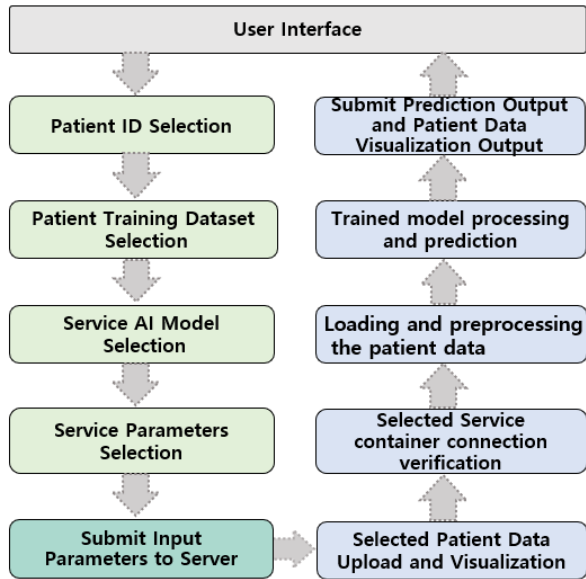 User Interface
Patient ID Selection
Patient Training Dataset
Selection
Service AI Model
Selection
Service Parameters
Selection
Submit Input
Parameters to Server
Selected Patient Data
Upload and Visualization
Selected Service
container connection
verification
Loading and preprocessing
the patient data
Trained model processing
and prediction
Submit Prediction Output
and Patient Data
Visualization Output